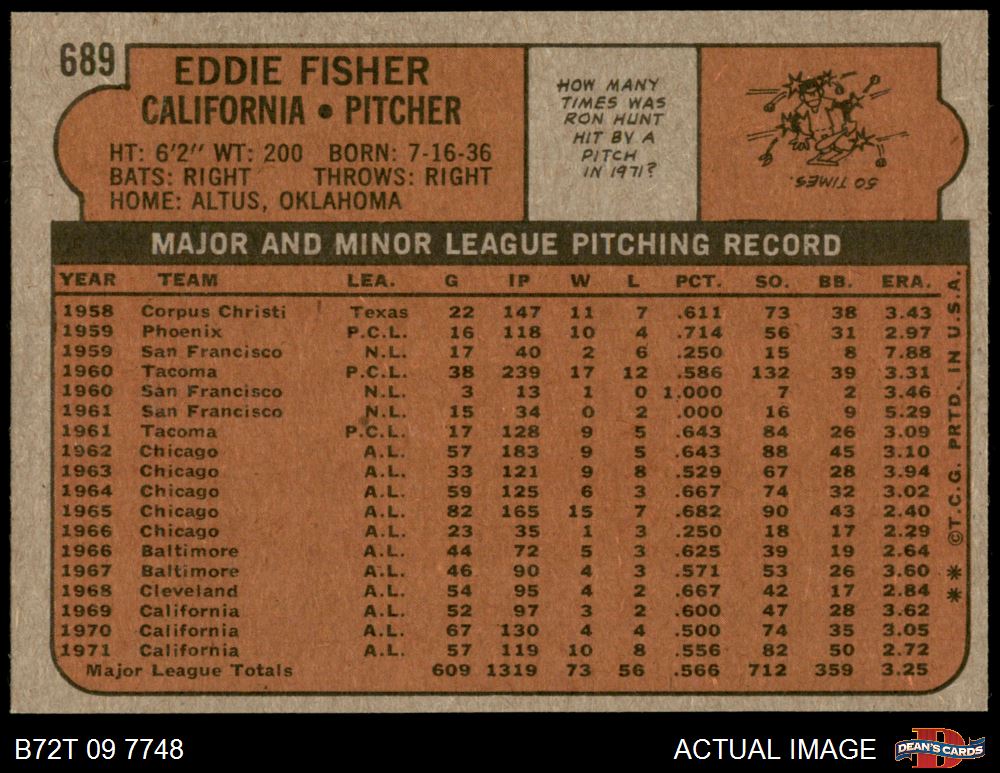 689
EDDIE FISHER
CALIFORNIA • PITCHER
HT: 6'2" WT: 200 BORN: 7-16-36
BATS: RIGHT THROWS: RIGHT
HOME: ALTUS, OKLAHOMA
HOW MANY
TIMES WAS
RON HUNT
HIT BY A
PITCH
IN 1971?
50 TIMES.
MAJOR AND MINOR LEAGUE PITCHING RECORD
YEAR TEAM LEA. G IP W L PCT. SO. BB. ERA.
1958 Corpus Christi Texas 22 147 11 7 .611 73 38 3.43
1959 Phoenix P.C.L. 16 118 10 4 .714 56 31 2.97
1959 San Francisco N.L. 17 40 2 6 .250 15 8 7.88
1960 Tacoma P.C.L. 38 239 17 12 .586 132 39 3.31
1960 San Francisco N.L. 3 13 1 0 1.000 7 2 3.46
1961 San Francisco N.L. 15 34 0 2 .000 16 9 5.29
1961 Tacoma P.C.L. 17 128 9 5 .643 84 26 3.09
1962 Chicago A.L. 57 183 9 5 .643 88 45 3.10
1963 Chicago A.L. 33 121 9 8 .529 67 28 3.94
1964 Chicago A.L. 59 125 6 3 .667 74 32 3.02
1965 Chicago A.L. 82 165 15 7 .682 90 43 2.40
1966 Chicago A.L. 23 35 1 3 .250 18 17 2.29
1966 Baltimore A.L. 44 72 5 3 .625 39 19 2.64
1967 Baltimore A.L. 46 90 4 3 .571 53 26 3.60
1968 Cleveland A.L. 54 95 4 2 .667 42 17 2.84
1969 California A.L. 52 97 3 2 .600 47 28 3.62
1970 California A.L. 67 130 4 4 .500 74 35 3.05
1971 California A.L. 57 119 10 8 .556 82 50 2.72
Major League Totals 609 1319 73 56 .566 712 359 3.25
** ©T.C.G. PRTD. IN U.S.A.
B72T 09 7748
ACTUAL IMAGE
DEAN'S CARDS